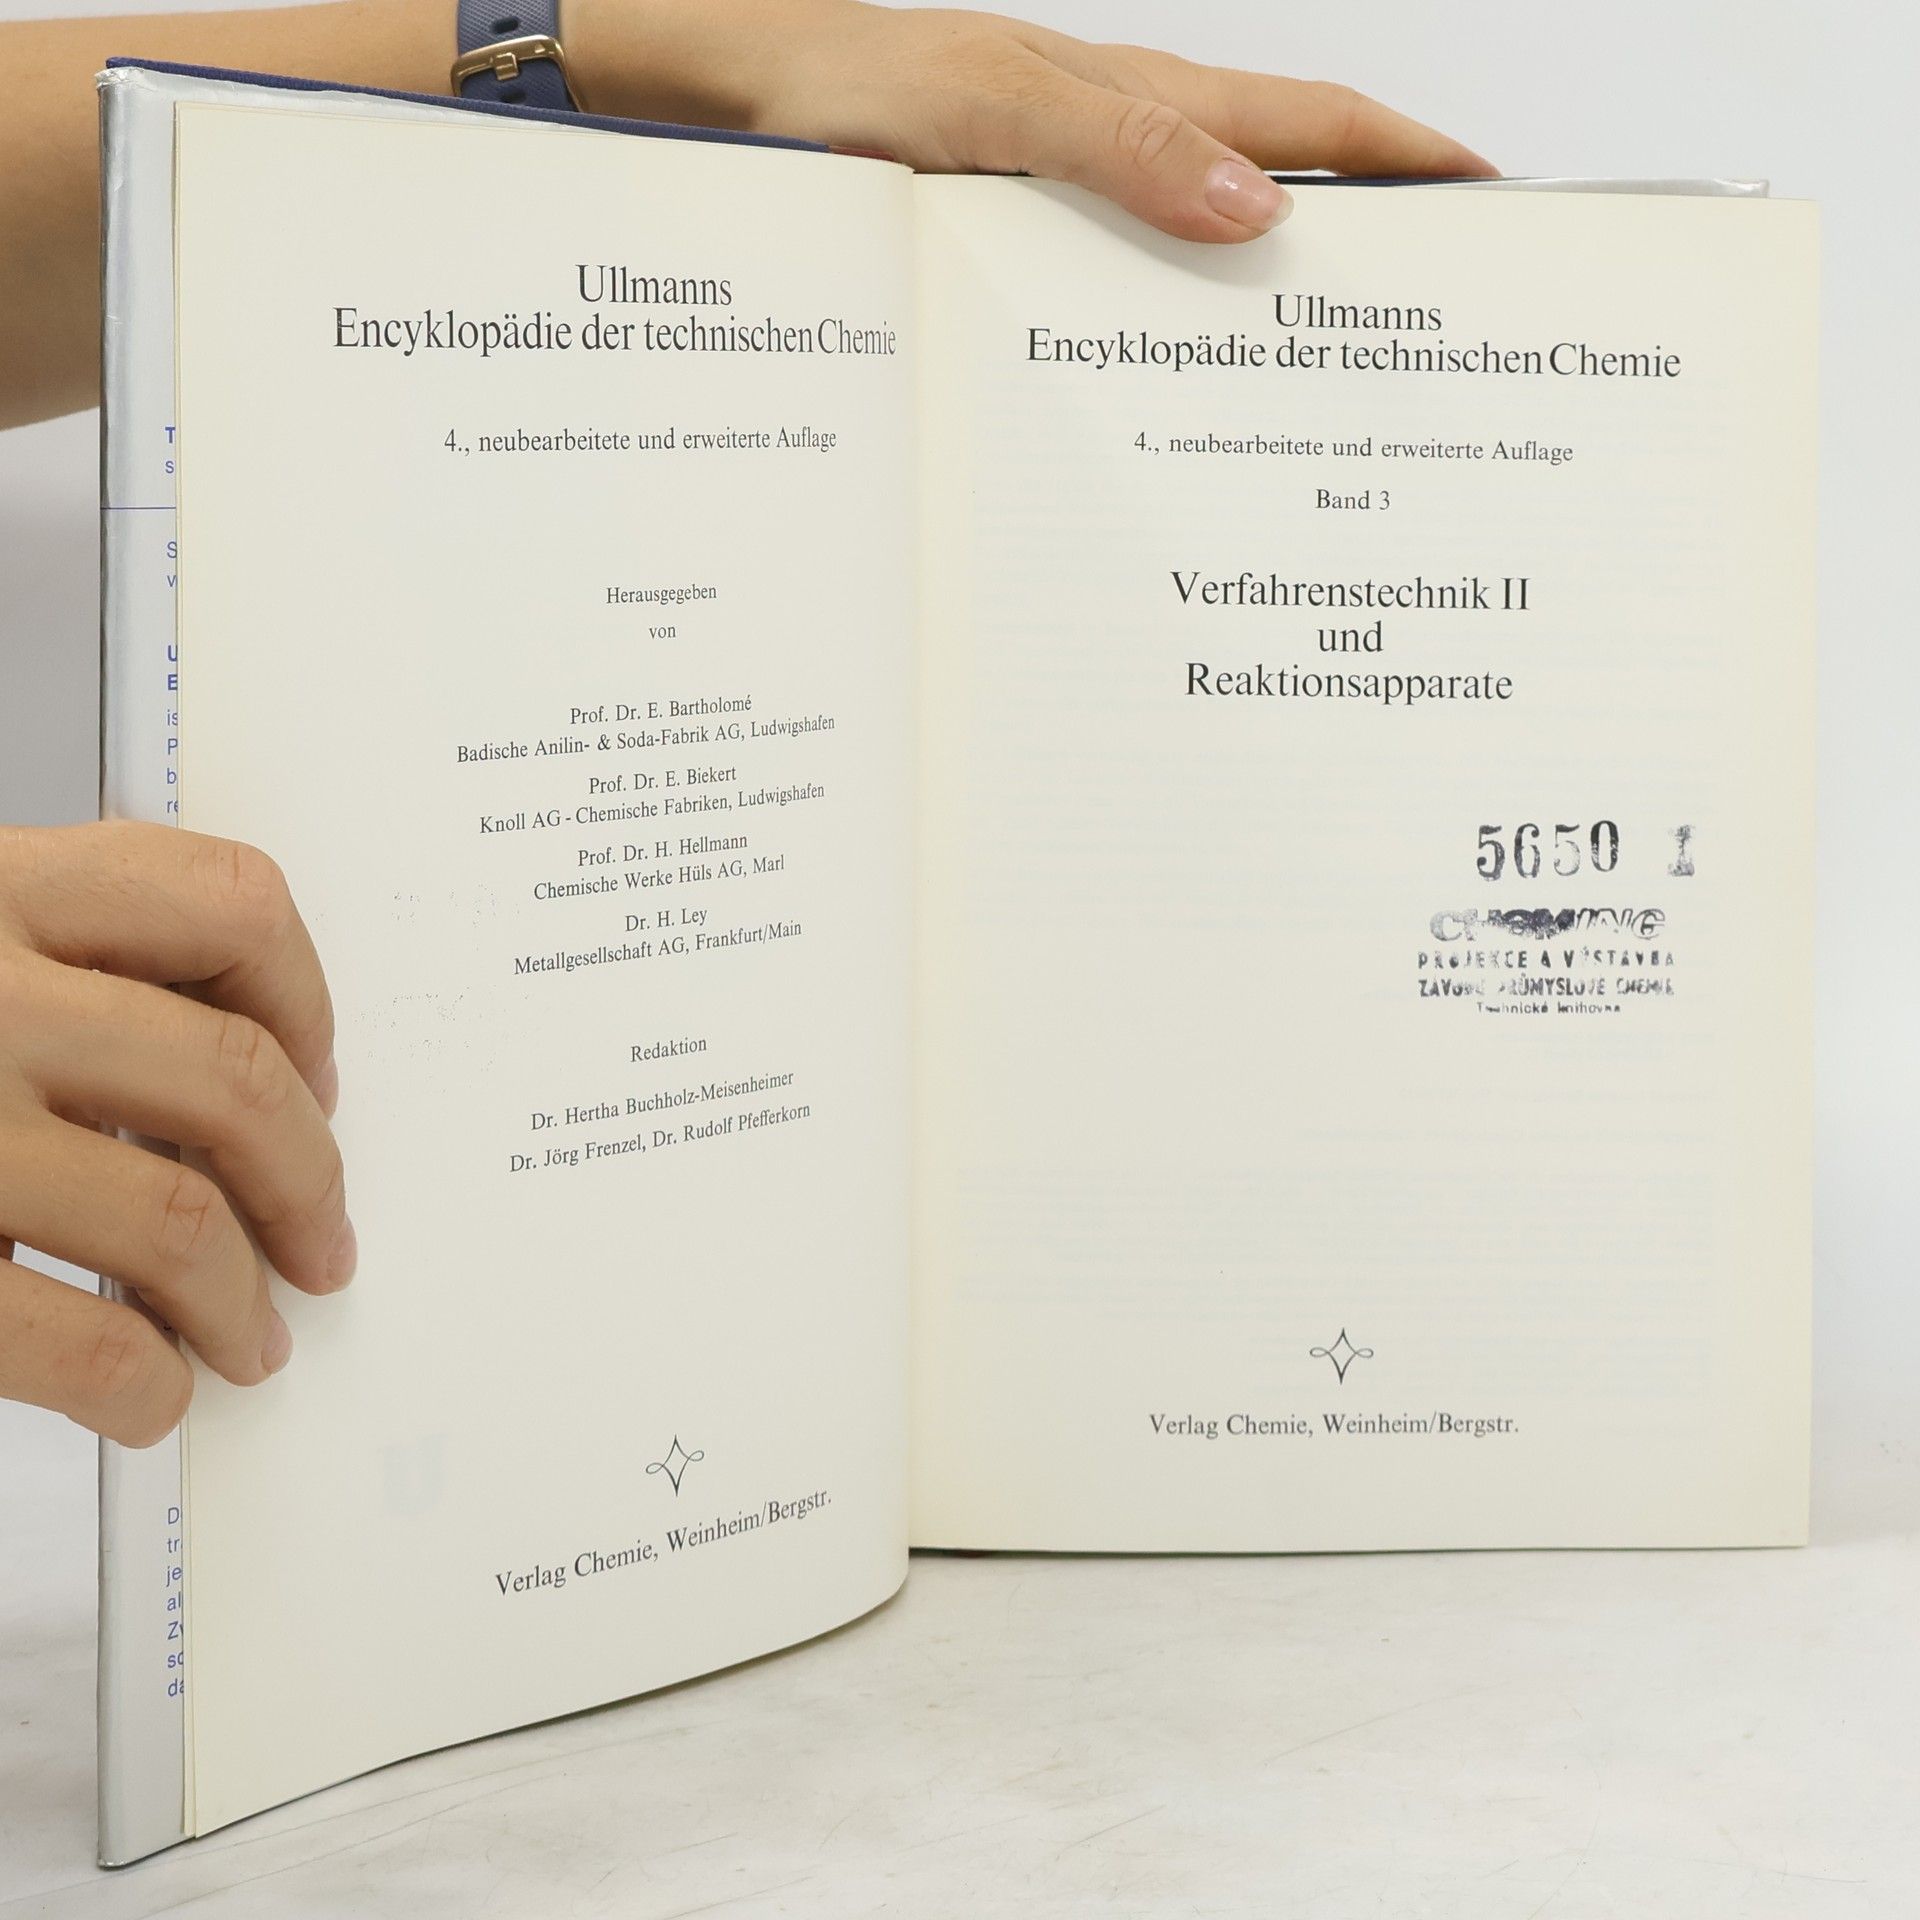 Ullmanns
Encyklopädie der technischen Chemie
4., neubearbeitete und erweiterte Auflage
Herausgegeben
von
Prof. Dr. E. Bartholomé
Badische Anilin- & Soda-Fabrik AG, Ludwigshafen
Prof. Dr. E. Biekert
Knoll AG - Chemische Fabriken, Ludwigshafen
Prof. Dr. H. Hellmann
Chemische Werke Hüls AG, Marl
Dr. H. Ley
Metallgesellschaft AG, Frankfurt/Main
Redaktion
Dr. Hertha Buchholz-Meisenheimer
Dr. Jörg Frenzel, Dr. Rudolf Pfefferkorn
Verlag Chemie, Weinheim/Bergstr.
Ullmanns
Encyklopädie der technischen Chemie
4., neubearbeitete und erweiterte Auflage
Band 3
Verfahrenstechnik II
und
Reaktionsapparate
5650 1
PROJEKCE A VÝSTAVBA
ZÁVODŮ PRŮMYSLOVÉ CHEMIE
Technické knihovna
Verlag Chemie, Weinheim/Bergstr.